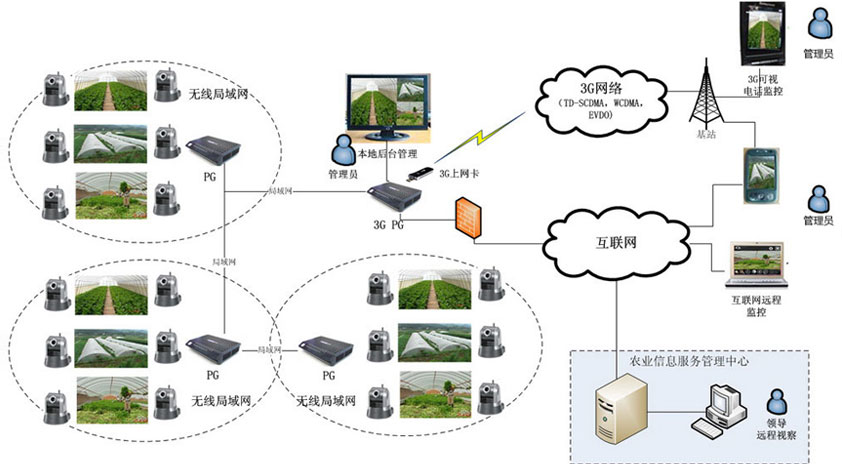 无线局域网
PG
局域网
局域网
无线局域网
PG
局域网
PG
无线局域网
本地后台管理
管理员
3G上网卡
3G PG
3G网络
(TD-SCDMA, WCDMA,
EVDO)
基站
3G可视
电话监控
管理员
管理员
互联网
互联网远程
监控
农业信息服务管理中心
领导
远程视察